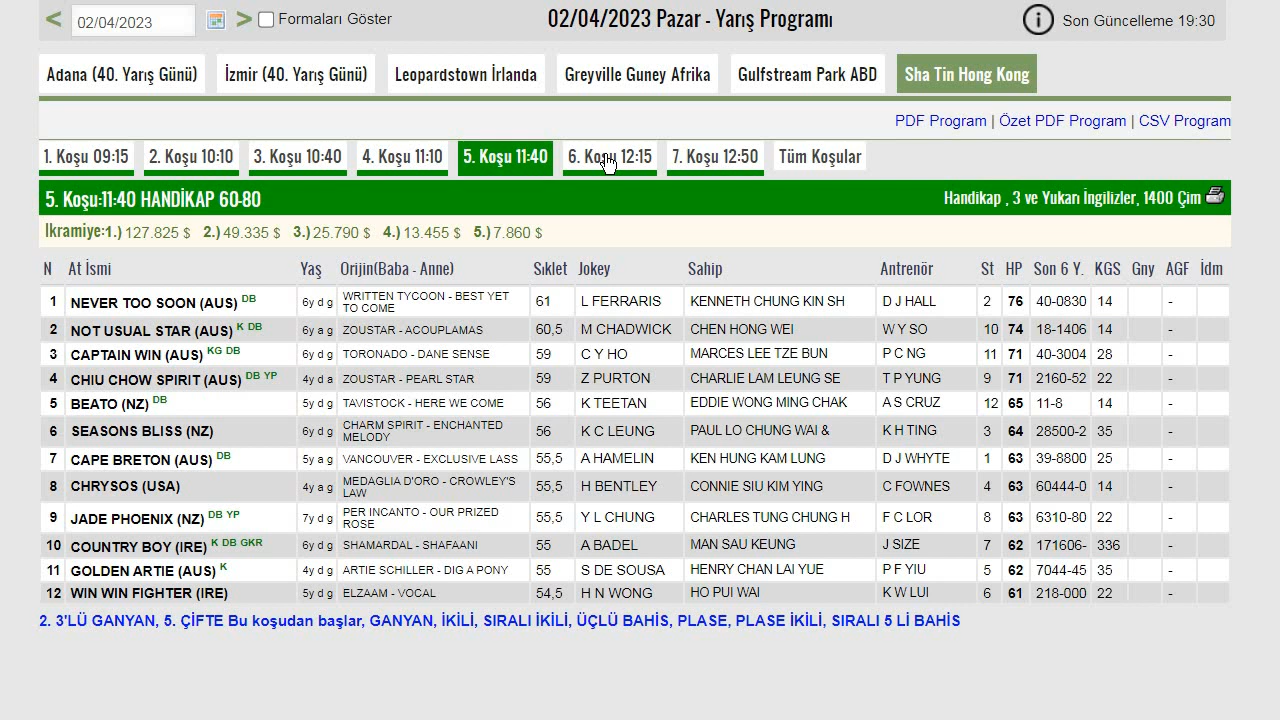 < 02/04/2023 > Formaları Göster 02/04/2023 Pazar - Yarış Programı Son Güncelleme 19:30
Adana (40. Yarış Günü) İzmir (40. Yarış Günü) Leopardstown İrlanda Greyville Guney Afrika Gulfstream Park ABD Sha Tin Hong Kong
PDF Program | Özet PDF Program | CSV Program
1. Koşu 09:15 2. Koşu 10:10 3. Koşu 10:40 4. Koşu 11:10 5. Koşu 11:40 6. Koşu 12:15 7. Koşu 12:50 Tüm Koşular
5. Koşu:11:40 HANDİKAP 60-80 Handikap , 3 ve Yukarı İngilizler, 1400 Çim
Ikramiye:1.) 127.825 $ 2.) 49.335 $ 3.) 25.790 $ 4.) 13.455 $ 5.) 7.860 $
N At İsmi Yaş Orijin(Baba - Anne) Sıklet Jokey Sahip Antrenör St HP Son 6 Y. KGS Gny AGF İdm
1 NEVER TOO SOON (AUS) DB 6y d g WRITTEN TYCOON - BEST YET TO COME 61 L FERRARIS KENNETH CHUNG KIN SH D J HALL 2 76 40-0830 14 -
2 NOT USUAL STAR (AUS) K DB 6y a g ZOUSTAR - ACOUPLAMAS 60,5 M CHADWICK CHEN HONG WEI W Y SO 10 74 18-1406 14 -
3 CAPTAIN WIN (AUS) KG DB 6y d g TORONADO - DANE SENSE 59 C Y HO MARCES LEE TZE BUN P C NG 11 71 40-3004 28 -
4 CHIU CHOW SPIRIT (AUS) DB YP 4y d a ZOUSTAR - PEARL STAR 59 Z PURTON CHARLIE LAM LEUNG SE T P YUNG 9 71 2160-52 22 -
5 BEATO (NZ) DB 5y d g TAVISTOCK - HERE WE COME 56 K TEETAN EDDIE WONG MING CHAK A S CRUZ 12 65 11-8 14 -
6 SEASONS BLISS (NZ) 6y d g CHARM SPIRIT - ENCHANTED MELODY 56 K C LEUNG PAUL LO CHUNG WAI & K H TING 3 64 28500-2 35 -
7 CAPE BRETON (AUS) DB 5y a g VANCOUVER - EXCLUSIVE LASS 55,5 A HAMELIN KEN HUNG KAM LUNG D J WHYTE 1 63 39-8800 25 -
8 CHRYSOS (USA) 4y a g MEDAGLIA D'ORO - CROWLEY'S LAW 55,5 H BENTLEY CONNIE SIU KIM YING C FOWNES 4 63 60444-0 14 -
9 JADE PHOENIX (NZ) DB YP 7y d g PER INCANTO - OUR PRIZED ROSE 55,5 Y L CHUNG CHARLES TUNG CHUNG H F C LOR 8 63 6310-80 22 -
10 COUNTRY BOY (IRE) K DB GKR 6y d g SHAMARDAL - SHAFAANI 55 A BADEL MAN SAU KEUNG J SIZE 7 62 171606- 336 -
11 GOLDEN ARTIE (AUS) K 4y d g ARTIE SCHILLER - DIG A PONY 55 S DE SOUSA HENRY CHAN LAI YUE P F YIU 5 62 7044-45 35 -
12 WIN WIN FIGHTER (IRE) 5y d g ELZAAM - VOCAL 54,5 H N WONG HO PUI WAI K W LUI 6 61 218-000 22 -
2. 3'LÜ GANYAN, 5. ÇİFTE Bu koşudan başlar, GANYAN, İKİLİ, SIRALI İKİLİ, ÜÇLÜ BAHİS, PLASE, PLASE İKİLİ, SIRALI 5 Lİ BAHİS